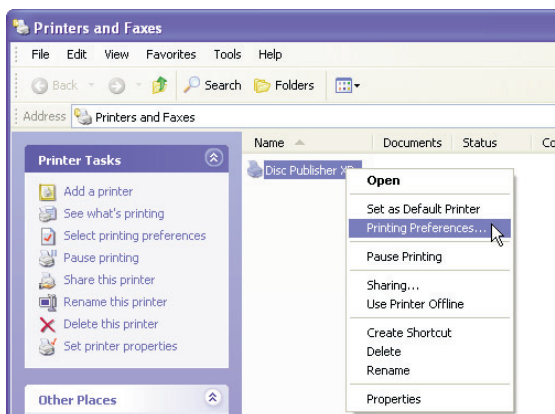 Printers and Faxes
File Edit View Favorites Tools Help
Back Search Folders
Address Printers and Faxes
Name Documents Status Co
Printer Tasks
Add a printer
See what's printing
Select printing preferences
Pause printing
Share this printer
Rename this printer
Delete this printer
Set printer properties
Other Places
Disc Publisher
Open
Set as Default Printer
Printing Preferences...
Pause Printing
Sharing...
Use Printer Offline
Create Shortcut
Delete
Rename
Properties